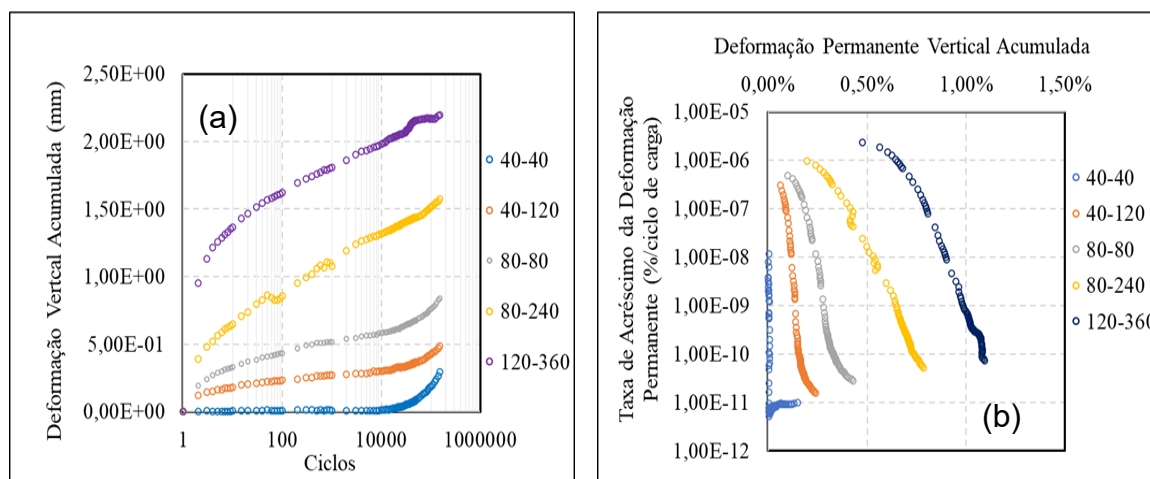 (a)
Deformação Vertcal Acumulada (mm)
2,50E+00
2,00E+00
1,50E+00
1,00E+00
5,00E-01
0,00E+00
1
100
10000
1000000
Ciclos
40-40
40-120
80-80
80-240
120-360
Deformação Permanente Vertical Acumulada
0,00%
0,50%
1,00%
1,50%
Taxa de Acréscimo da Deformação
Permanente (%/ciclo de carga)
1,00E-05
1,00E-06
1,00E-07
1,00E-08
1,00E-09
1,00E-10
1,00E-11
1,00E-12
(b)
40-40
40-120
80-80
80-240
120-360